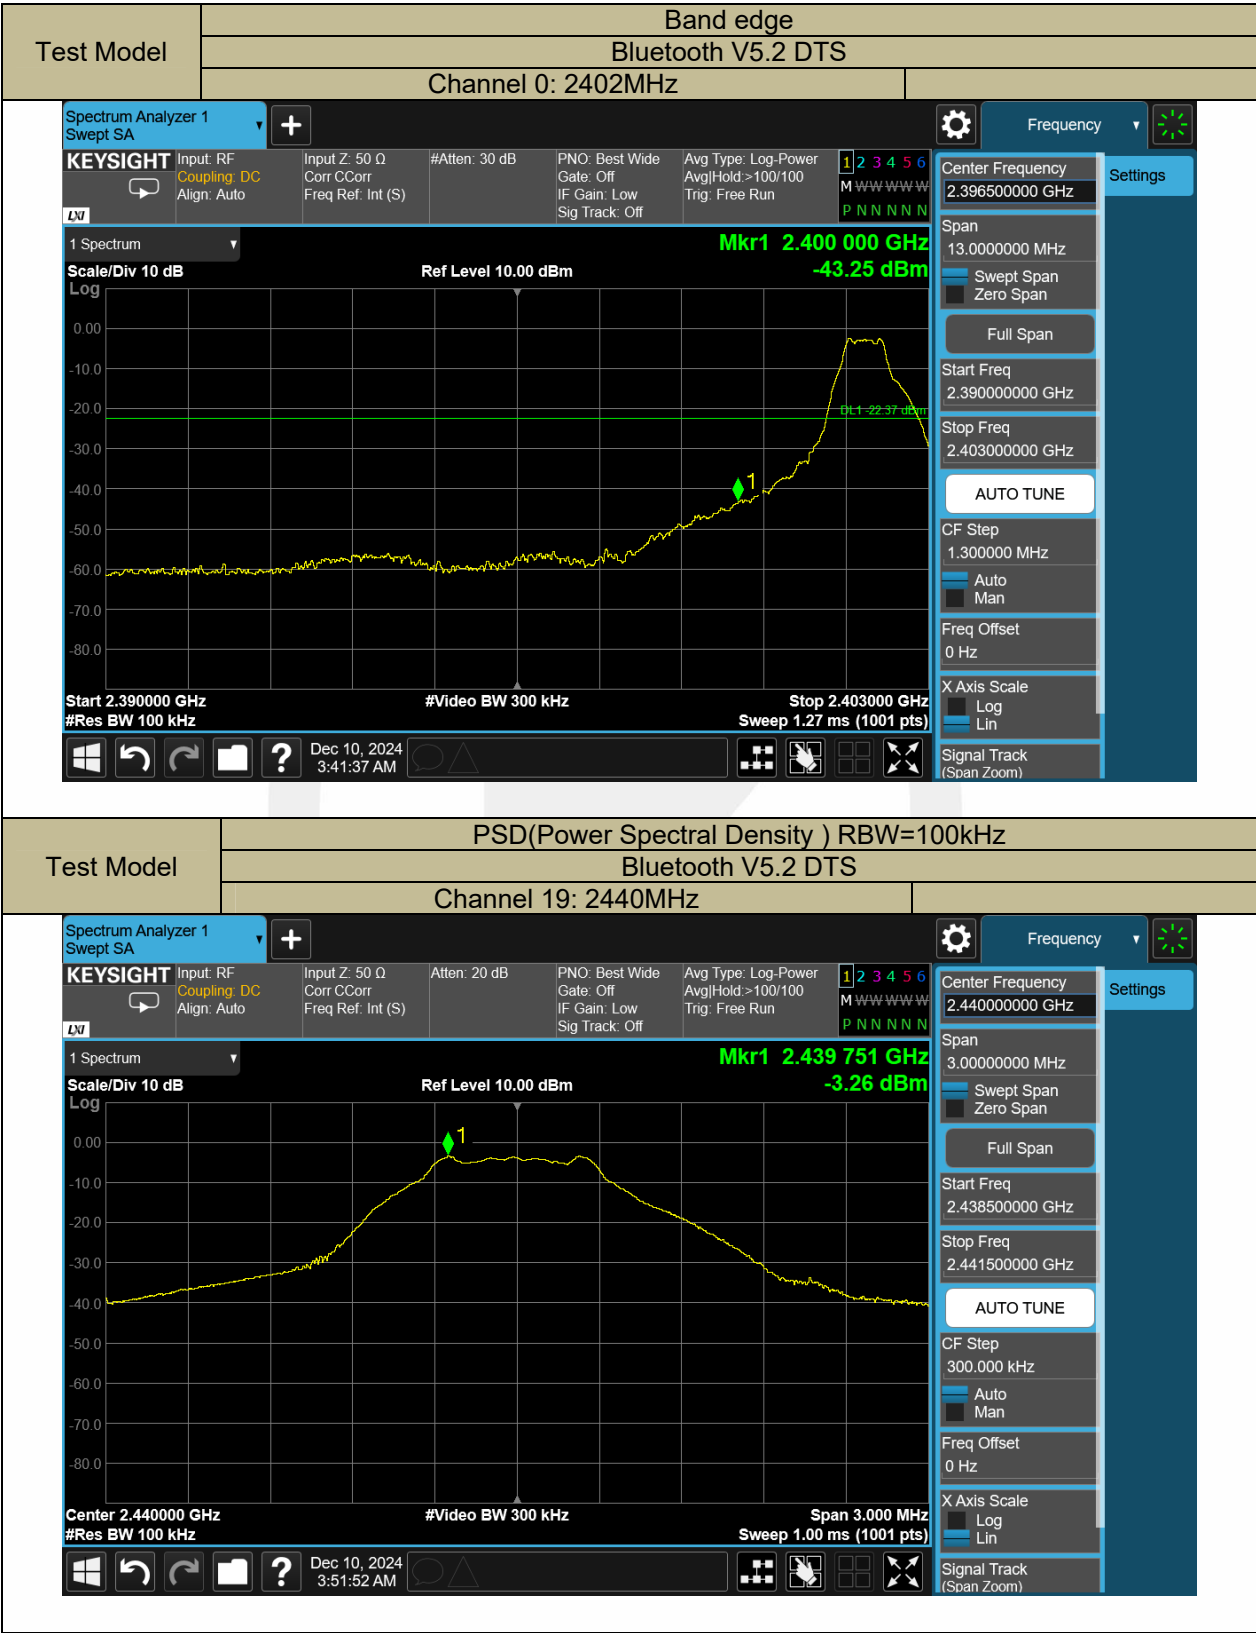 Test Model
Band edge
Bluetooth V5.2 DTS
Channel 0: 2402MHz
Spectrum Analyzer 1
Swept SA
Frequency
KEYSIGHT
LXI
Input: RF
Coupling: DC
Align: Auto
Input Z: 50 Ω
Corr CCorr
Freq Ref: Int (S)
#Atten: 30 dB
PNO: Best Wide
Gate: Off
IF Gain: Low
Sig Track: Off
Avg Type: Log-Power
Avg|Hold:>100/100
Trig: Free Run
1 2 3 4 5 6
M W W W W W
P N N N N N
1 Spectrum
Mkr1 2.400 000 GHz
-43.25 dBm
Scale/Div 10 dB
Ref Level 10.00 dBm
Log
0.00
-10.0
-20.0
-30.0
-40.0
-50.0
-60.0
-70.0
-80.0
DL1 -22.37 dBm
1
Start 2.390000 GHz
#Video BW 300 kHz
Stop 2.403000 GHz
#Res BW 100 kHz
Sweep 1.27 ms (1001 pts)
Dec 10, 2024
3:41:37 AM
Center Frequency
2.396500000 GHz
Settings
Span
13.0000000 MHz
Swept Span
Zero Span
Full Span
Start Freq
2.390000000 GHz
Stop Freq
2.403000000 GHz
AUTO TUNE
CF Step
1.300000 MHz
Auto
Man
Freq Offset
0 Hz
X Axis Scale
Log
Lin
Signal Track
(Span Zoom)
Test Model
PSD(Power Spectral Density ) RBW=100kHz
Bluetooth V5.2 DTS
Channel 19: 2440MHz
Spectrum Analyzer 1
Swept SA
Frequency
KEYSIGHT
LXI
Input: RF
Coupling: DC
Align: Auto
Input Z: 50 Ω
Corr CCorr
Freq Ref: Int (S)
Atten: 20 dB
PNO: Best Wide
Gate: Off
IF Gain: Low
Sig Track: Off
Avg Type: Log-Power
Avg|Hold:>100/100
Trig: Free Run
1 2 3 4 5 6
M W W W W W
P N N N N N
1 Spectrum
Mkr1 2.439 751 GHz
-3.26 dBm
Scale/Div 10 dB
Ref Level 10.00 dBm
Log
0.00
-10.0
-20.0
-30.0
-40.0
-50.0
-60.0
-70.0
-80.0
1
Center 2.440000 GHz
#Video BW 300 kHz
Span 3.000 MHz
#Res BW 100 kHz
Sweep 1.00 ms (1001 pts)
Dec 10, 2024
3:51:52 AM
Center Frequency
2.440000000 GHz
Settings
Span
3.00000000 MHz
Swept Span
Zero Span
Full Span
Start Freq
2.438500000 GHz
Stop Freq
2.441500000 GHz
AUTO TUNE
CF Step
300.000 kHz
Auto
Man
Freq Offset
0 Hz
X Axis Scale
Log
Lin
Signal Track
(Span Zoom)